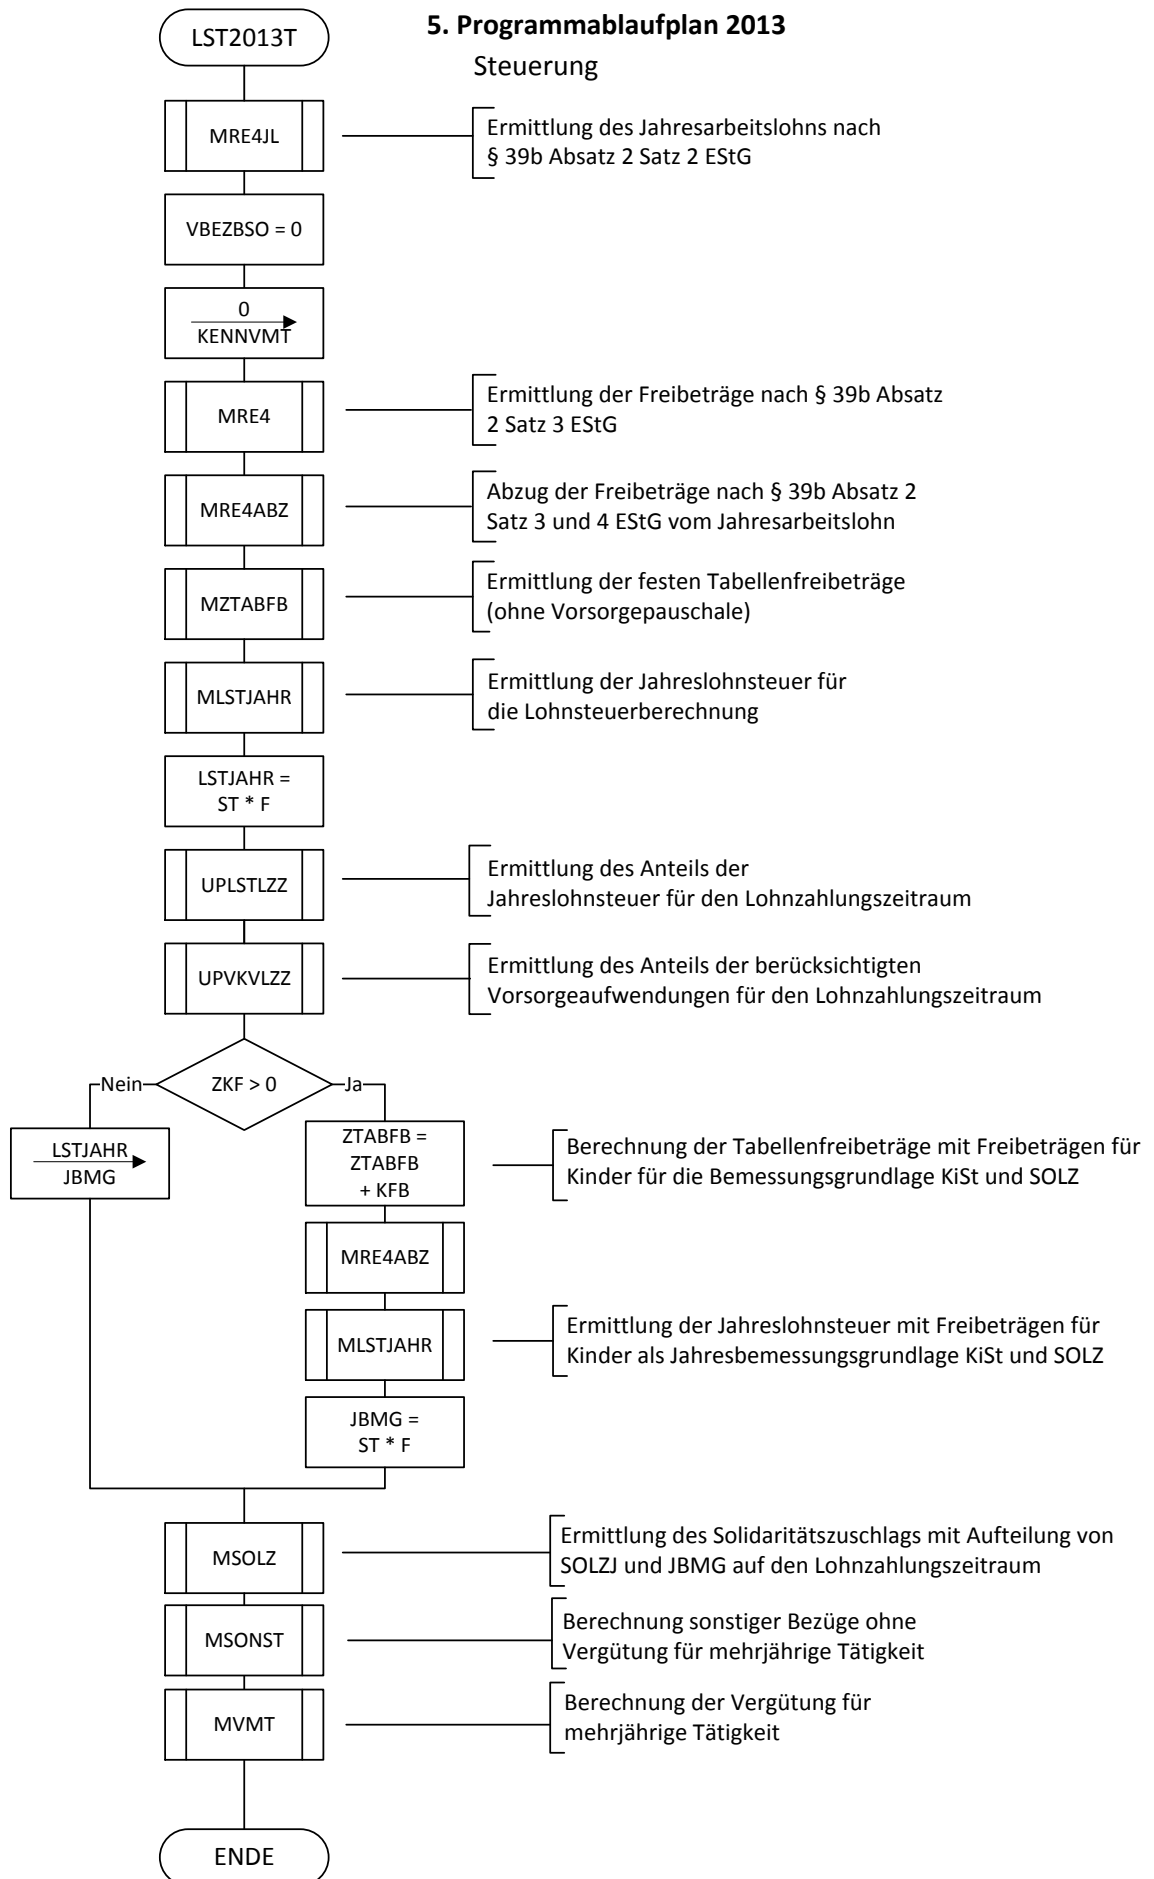 LST2013T
5. Programmablaufplan 2013
Steuerung
MRE4JL
Ermittlung des Jahresarbeitslohns nach
§ 39b Absatz 2 Satz 2 EStG
VBEZBSO = 0
0
KENNVMT
MRE4
Ermittlung der Freibeträge nach § 39b Absatz
2 Satz 3 EStG
MRE4ABZ
Abzug der Freibeträge nach § 39b Absatz 2
Satz 3 und 4 EStG vom Jahresarbeitslohn
MZTABFB
Ermittlung der festen Tabellenfreibeträge
(ohne Vorsorgepauschale)
MLSTJAHR
Ermittlung der Jahreslohnsteuer für
die Lohnsteuerberechnung
LSTJAHR =
ST * F
UPLSTLZZ
Ermittlung des Anteils der
Jahreslohnsteuer für den Lohnzahlungszeitraum
UPVKVLZZ
Ermittlung des Anteils der berücksichtigten
Vorsorgeaufwendungen für den Lohnzahlungszeitraum
Nein
ZKF > 0
Ja
LSTJAHR
JBMG
ZTABFB =
ZTABFB
+ KFB
Berechnung der Tabellenfreibeträge mit Freibeträgen für
Kinder für die Bemessungsgrundlage KiSt und SOLZ
MRE4ABZ
MLSTJAHR
Ermittlung der Jahreslohnsteuer mit Freibeträgen für
Kinder als Jahresbemessungsgrundlage KiSt und SOLZ
JBMG =
ST * F
MSOLZ
Ermittlung des Solidaritätszuschlags mit Aufteilung von
SOLZJ und JBMG auf den Lohnzahlungszeitraum
MSONST
Berechnung sonstiger Bezüge ohne
Vergütung für mehrjährige Tätigkeit
MVMT
Berechnung der Vergütung für
mehrjährige Tätigkeit
ENDE